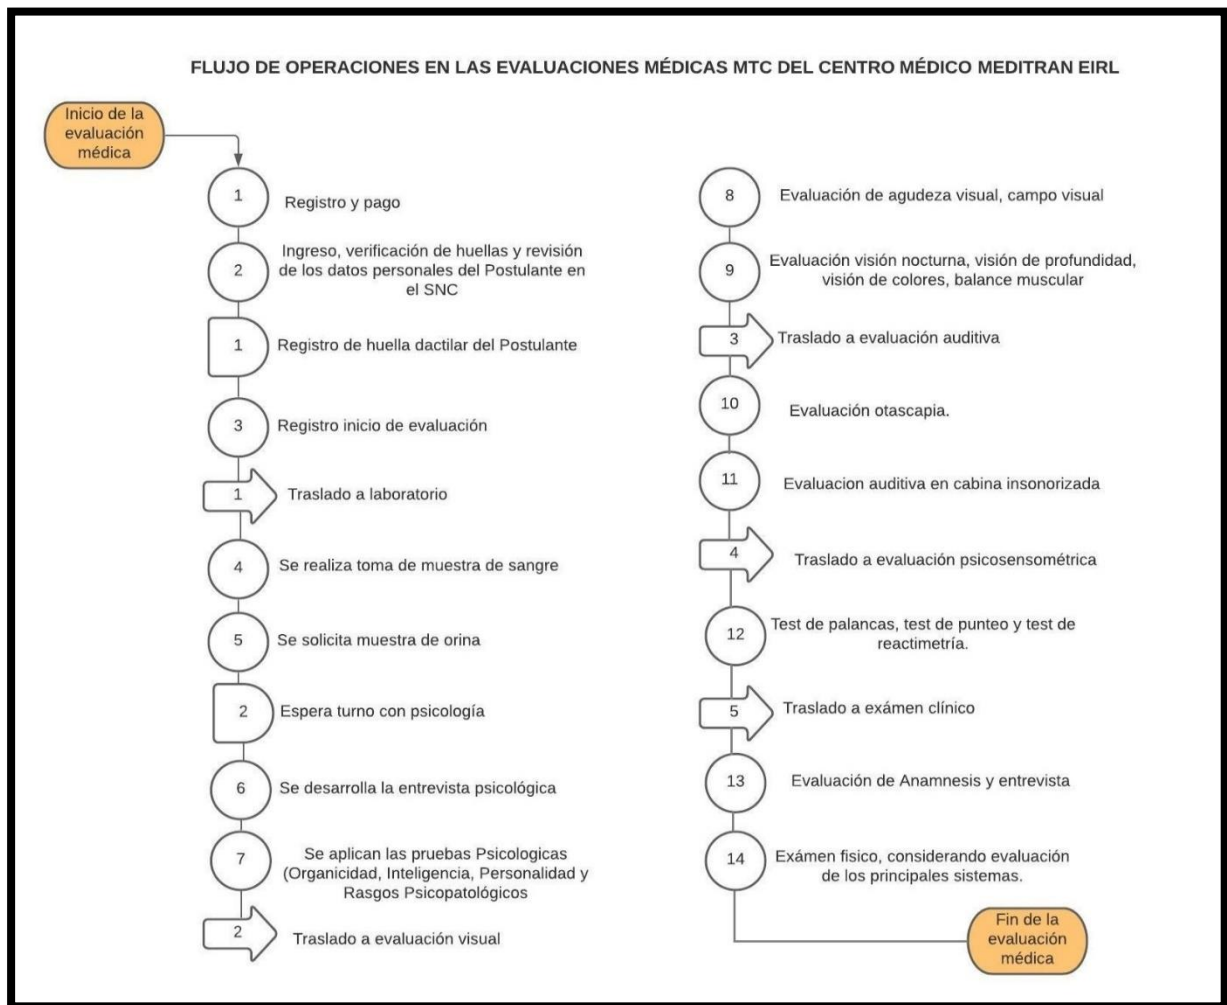 FLUJO DE OPERACIONES EN LAS EVALUACIONES MÉDICAS MTC DEL CENTRO MÉDICO MEDITRAN EIRL
Inicio de la
evaluación
médica
1
Registro y pago
2
Ingreso, verificación de huellas y revisión
de los datos personales del Postulante en
el SNC
1
Registro de huella dactilar del Postulante
3
Registro inicio de evaluación
1
Traslado a laboratorio
4
Se realiza toma de muestra de sangre
5
Se solicita muestra de orina
2
Espera turno con psicología
6
Se desarrolla la entrevista psicológica
7
Se aplican las pruebas Psicologicas
(Organicidad, Inteligencia, Personalidad y
Rasgos Psicopatológicos
2
Traslado a evaluación visual
8
Evaluación de agudeza visual, campo visual
9
Evaluación visión nocturna, visión de profundidad,
visión de colores, balance muscular
3
Traslado a evaluación auditiva
10
Evaluación otascapia.
11
Evaluacion auditiva en cabina insonorizada
4
Traslado a evaluación psicosensométrica
12
Test de palancas, test de punteo y test de
reactimetría.
5
Traslado a exámen clínico
13
Evaluación de Anamnesis y entrevista
14
Exámen fisico, considerando evaluación
de los principales sistemas.
Fin de la
evaluación
médica